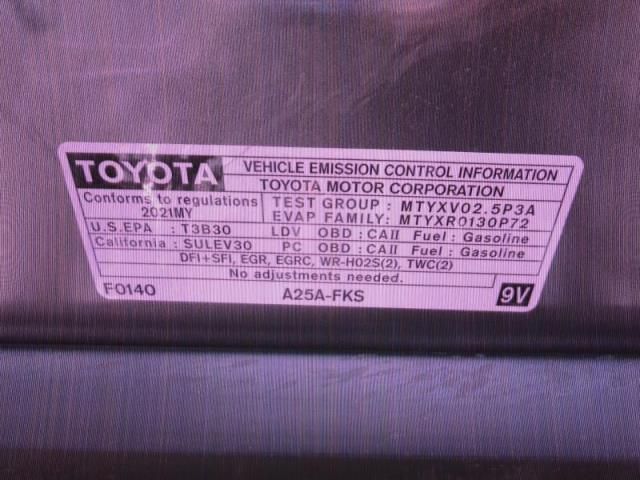 TOYOTA
VEHICLE EMISSION CONTROL INFORMATION
TOYOTA MOTOR CORPORATION
Conforms to regulations
2021MY
TEST GROUP : MTYXV02.5P3A
EVAP FAMILY: MTYXR0130P72
U.S.EPA : T3B30 LDV OBD : CAII Fuel : Gasoline
California : SULEV30 PC OBD : CAII Fuel : Gasoline
DFI+SFI, EGR, EGRC, WR-HO2S(2), TWC(2)
No adjustments needed.
F0140 A25A-FKS 9V